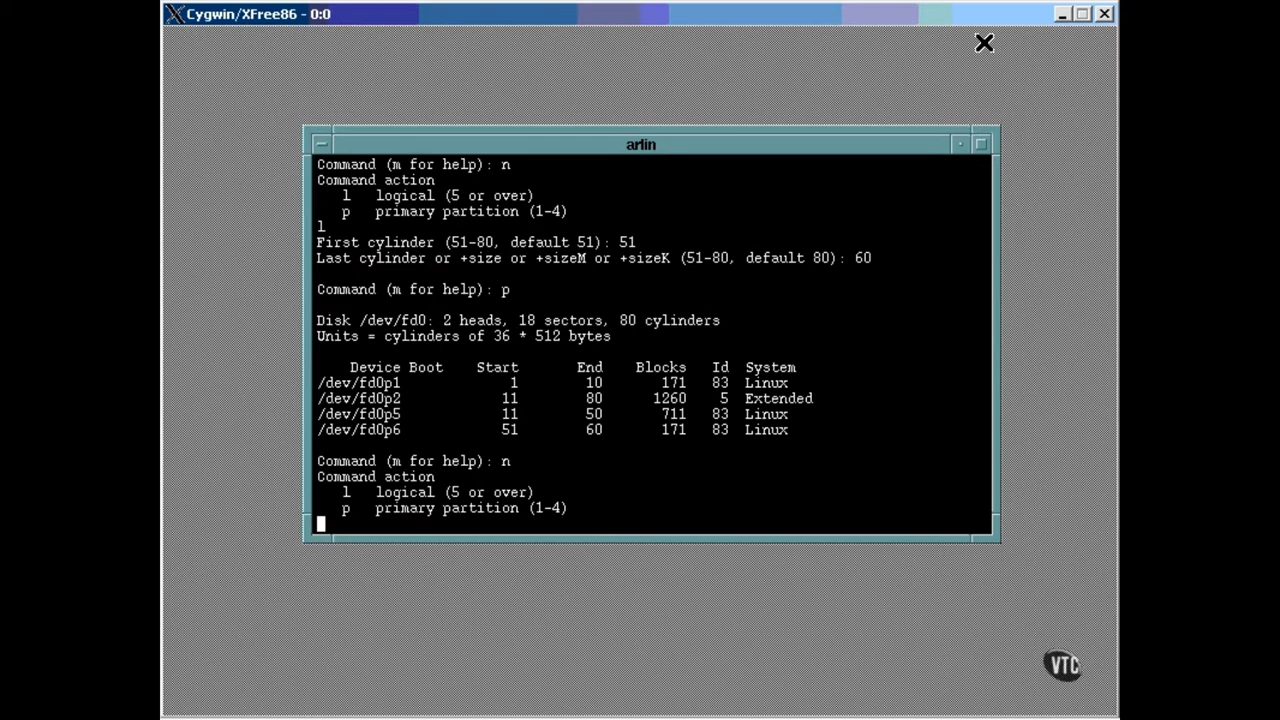 Cygwin/XFree86 - 0:0
arlin
Command (m for help): n
Command action
l   logical (5 or over)
p   primary partition (1-4)
l
First cylinder (51-80, default 51): 51
Last cylinder or +size or +sizeM or +sizeK (51-80, default 80): 60
Command (m for help): p
Disk /dev/fd0: 2 heads, 18 sectors, 80 cylinders
Units = cylinders of 36 * 512 bytes
Device Boot    Start       End    Blocks   Id  System
/dev/fd0p1             1        10       171   83  Linux
/dev/fd0p2            11        80      1260    5  Extended
/dev/fd0p5            11        50       711   83  Linux
/dev/fd0p6            51        60       171   83  Linux
Command (m for help): n
Command action
l   logical (5 or over)
p   primary partition (1-4)
VTC